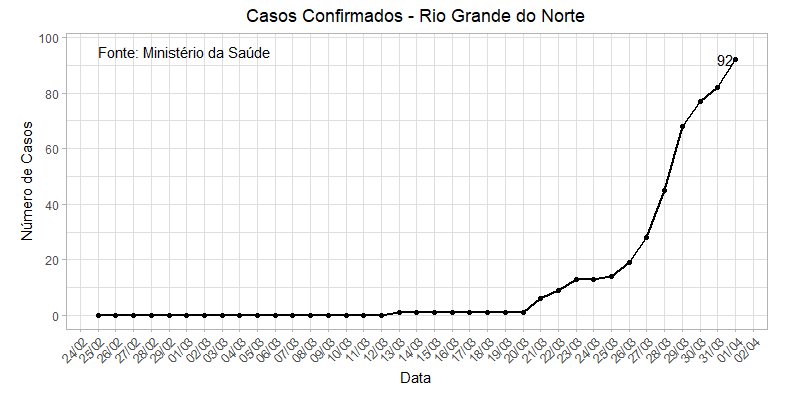 Casos Confirmados - Rio Grande do Norte
Fonte: Ministério da Saúde
92
Número de Casos
100
80
60
40
20
0
24/02 25/02 26/02 27/02 28/02 29/02 01/03 02/03 03/03 04/03 05/03 06/03 07/03 08/03 09/03 10/03 11/03 12/03 13/03 14/03 15/03 16/03 17/03 18/03 19/03 20/03 21/03 22/03 23/03 24/03 25/03 26/03 27/03 28/03 29/03 30/03 31/03 01/04 02/04
Data